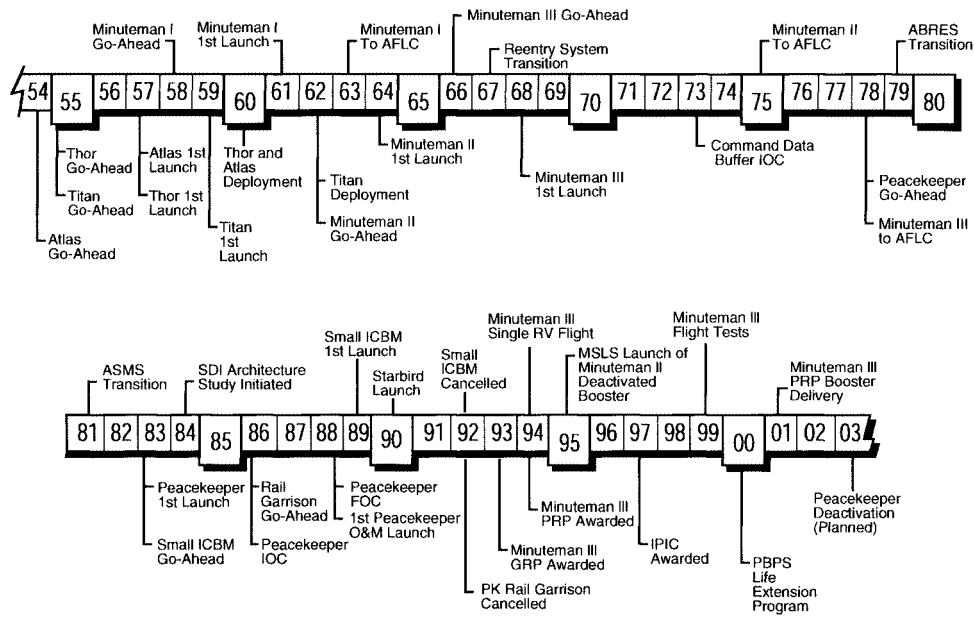 Minuteman I
Go-Ahead
Minuteman I
1st Launch
Minuteman I
To AFLC
Minuteman III Go-Ahead
Reentry System
Transition
Minuteman II
To AFLC
ABRES
Transition
54 55 56 57 58 59 60 61 62 63 64 65 66 67 68 69 70 71 72 73 74 75 76 77 78 79 80
Thor
Go-Ahead
Titan
Go-Ahead
Atlas
Go-Ahead
Atlas 1st
Launch
Thor 1st
Launch
Titan
1st
Launch
Thor and
Atlas
Deployment
Titan
Deployment
Minuteman II
Go-Ahead
Minuteman II
1st Launch
Minuteman III
1st Launch
Command Data
Buffer IOC
Peacekeeper
Go-Ahead
Minuteman III
to AFLC
ASMS
Transition
SDI Architecture
Study Initiated
Small ICBM
1st Launch
Starbird
Launch
Small
ICBM
Cancelled
Minuteman III
Single RV Flight
MSLS Launch of
Minuteman II
Deactivated
Booster
Minuteman III
Flight Tests
Minuteman III
PRP Booster
Delivery
81 82 83 84 85 86 87 88 89 90 91 92 93 94 95 96 97 98 99 00 01 02 03
Peacekeeper
1st Launch
Small ICBM
Go-Ahead
Rail
Garrison
Go-Ahead
Peacekeeper
IOC
Peacekeeper
FOC
1st Peacekeeper
O&M Launch
PK Rail Garrison
Cancelled
Minuteman III
GRP Awarded
Minuteman III
PRP Awarded
IPIC
Awarded
PBPS
Life
Extension
Program
Peacekeeper
Deactivation
(Planned)